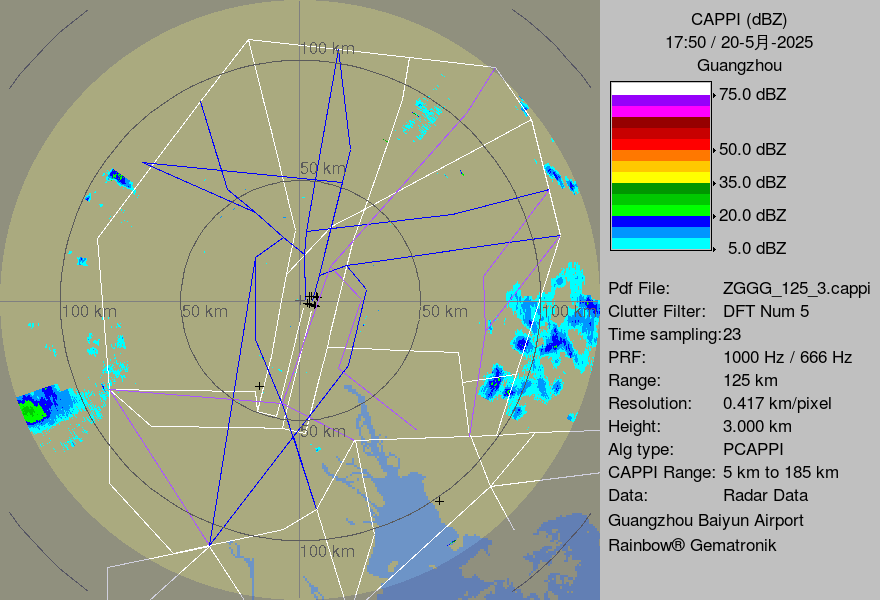 CAPPI (dBZ)
17:50 / 20-5月-2025
Guangzhou
75.0 dBZ
50.0 dBZ
35.0 dBZ
20.0 dBZ
5.0 dBZ
Pdf File: ZGGG_125_3.cappi
Clutter Filter: DFT Num 5
Time sampling:23
PRF: 1000 Hz / 666 Hz
Range: 125 km
Resolution: 0.417 km/pixel
Height: 3.000 km
Alg type: PCAPPI
CAPPI Range: 5 km to 185 km
Data: Radar Data
Guangzhou Baiyun Airport
Rainbow® Gematronik
100 km
50 km
100 km
50 km
50 km
100 km
50 km
100 km